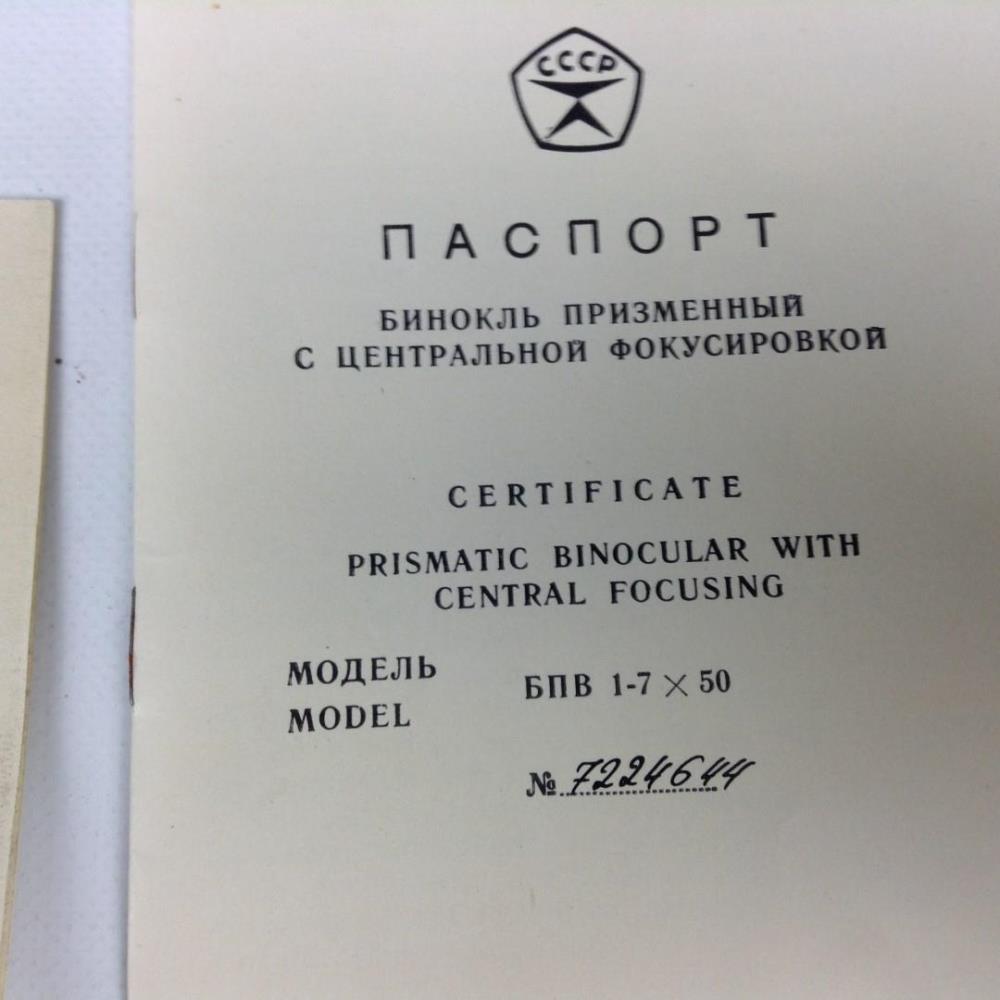 СССР
ПАСПОРТ
БИНОКЛЬ ПРИЗМЕННЫЙ
С ЦЕНТРАЛЬНОЙ ФОКУСИРОВКОЙ
CERTIFICATE
PRISMATIC BINOCULAR WITH
CENTRAL FOCUSING
МОДЕЛЬ
MODEL
БПВ 1-7 × 50
№ 7224644